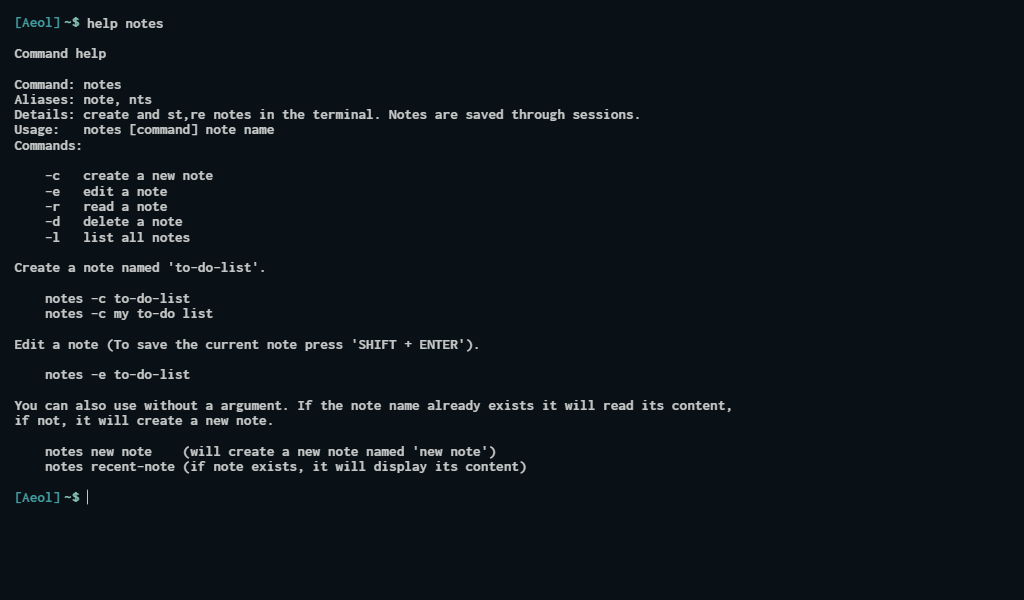 [Aeol] ~$ help notes
Command help
Command: notes
Aliases: note, nts
Details: create and st,re notes in the terminal. Notes are saved through sessions.
Usage:   notes [command] note name
Commands:
    -c   create a new note
    -e   edit a note
    -r   read a note
    -d   delete a note
    -l   list all notes
Create a note named 'to-do-list'.
    notes -c to-do-list
    notes -c my to-do list
Edit a note (To save the current note press 'SHIFT + ENTER').
    notes -e to-do-list
You can also use without a argument. If the note name already exists it will read its content,
if not, it will create a new note.
    notes new note    (will create a new note named 'new note')
    notes recent-note (if note exists, it will display its content)
[Aeol] ~$